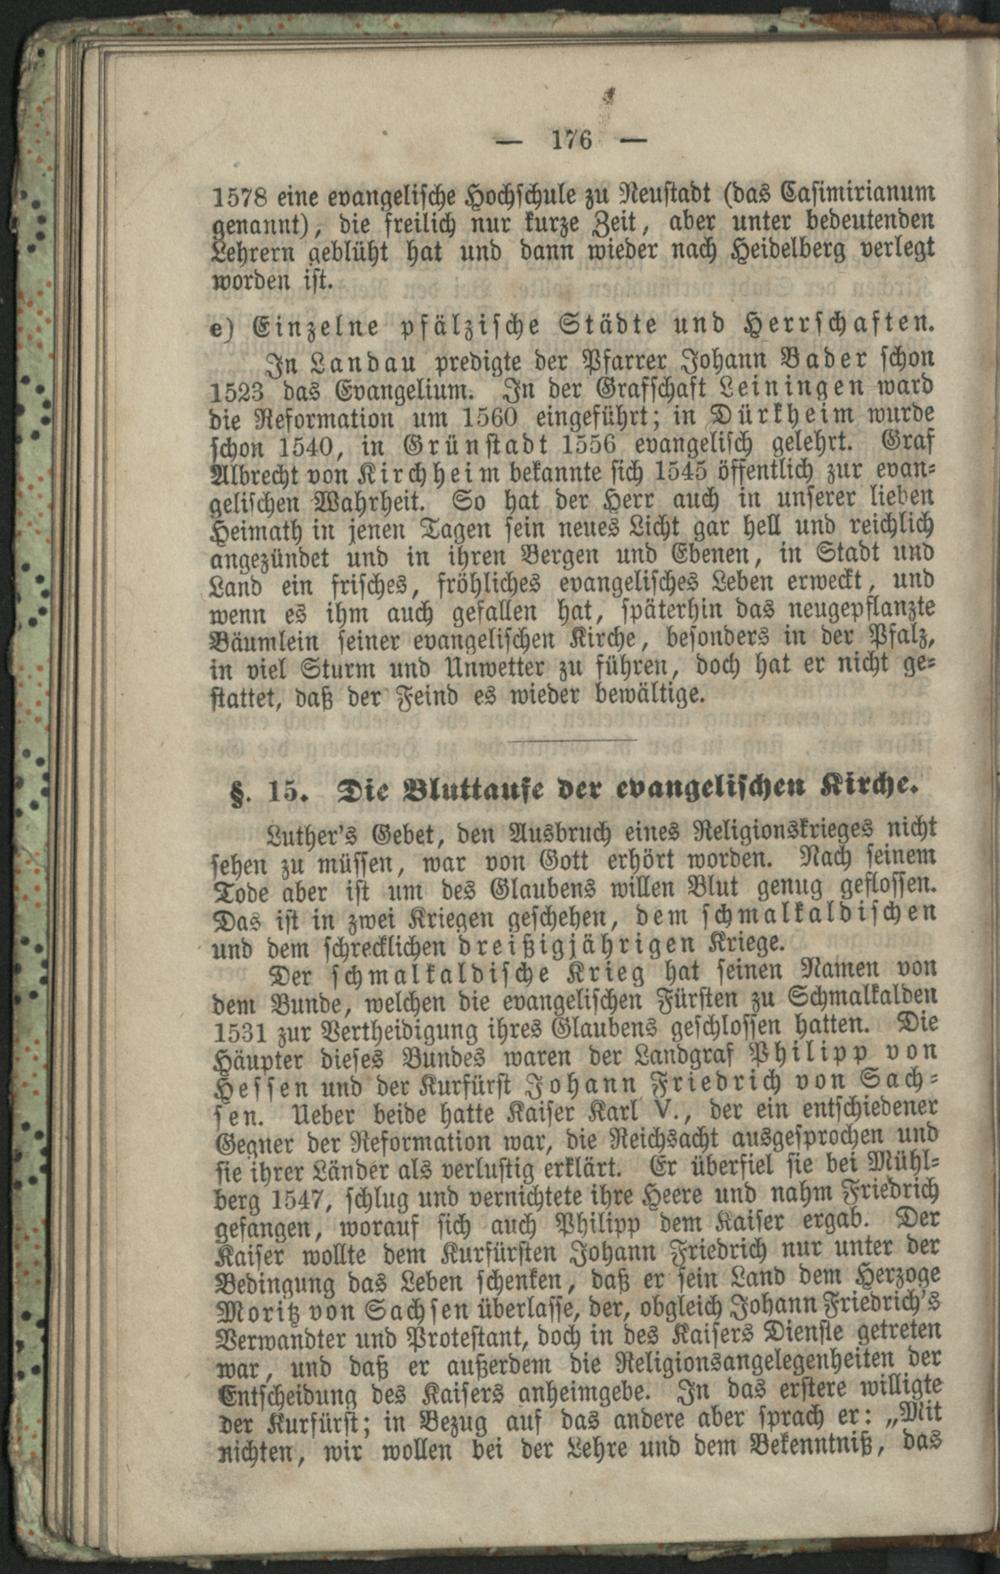 — 176 —
1578 eine evangelische Hochschule zu Neustadt (das Casimirianum
genannt), die freilich nur kurze Zeit, aber unter bedeutenden
Lehrern geblüht hat und dann wieder nach Heidelberg verlegt
worden ist.
e) Einzelne pfälzische Städte und Herrschaften.
In Landau predigte der Pfarrer Johann Bader schon
1523 das Evangelium. In der Grafschaft Leiningen ward
die Reformation um 1560 eingeführt; in Dürkheim wurde
schon 1540, in Grünstadt 1556 evangelisch gelehrt. Graf
Albrecht von Kirchheim bekannte sich 1545 öffentlich zur evan-
gelischen Wahrheit. So hat der Herr auch in unserer lieben
Heimath in jenen Tagen sein neues Licht gar hell und reichlich
angezündet und in ihren Bergen und Ebenen, in Stadt und
Land ein frisches, fröhliches evangelisches Leben erweckt, und
wenn es ihm auch gefallen hat, späterhin das neugepflanzte
Bäumlein seiner evangelischen Kirche, besonders in der Pfalz,
in viel Sturm und Unwetter zu führen, doch hat er nicht ge-
stattet, daß der Feind es wieder bewältige.
§. 15. Die Bluttaufe der evangelischen Kirche.
Luther's Gebet, den Ausbruch eines Religionskrieges nicht
sehen zu müssen, war von Gott erhört worden. Nach seinem
Tode aber ist um des Glaubens willen Blut genug geflossen.
Das ist in zwei Kriegen geschehen, dem schmalkaldischen
und dem schrecklichen dreißigjährigen Kriege.
Der schmalkaldische Krieg hat seinen Namen von
dem Bunde, welchen die evangelischen Fürsten zu Schmalkalden
1531 zur Vertheidigung ihres Glaubens geschlossen hatten. Die
Häupter dieses Bundes waren der Landgraf Philipp von
Hessen und der Kurfürst Johann Friedrich von Sach-
sen. Ueber beide hatte Kaiser Karl V., der ein entschiedener
Gegner der Reformation war, die Reichsacht ausgesprochen und
sie ihrer Länder als verlustig erklärt. Er überfiel sie bei Mühl-
berg 1547, schlug und vernichtete ihre Heere und nahm Friedrich
gefangen, worauf sich auch Philipp dem Kaiser ergab. Der
Kaiser wollte dem Kurfürsten Johann Friedrich nur unter der
Bedingung das Leben schenken, daß er sein Land dem Herzoge
Moritz von Sachsen überlasse, der, obgleich Johann Friedrich's
Verwandter und Protestant, doch in des Kaisers Dienste getreten
war, und daß er außerdem die Religionsangelegenheiten der
Entscheidung des Kaisers anheimgebe. In das erstere willigte
der Kurfürst; in Bezug auf das andere aber sprach er: „Mit
nichten, wir wollen bei der Lehre und dem Bekenntniß, das